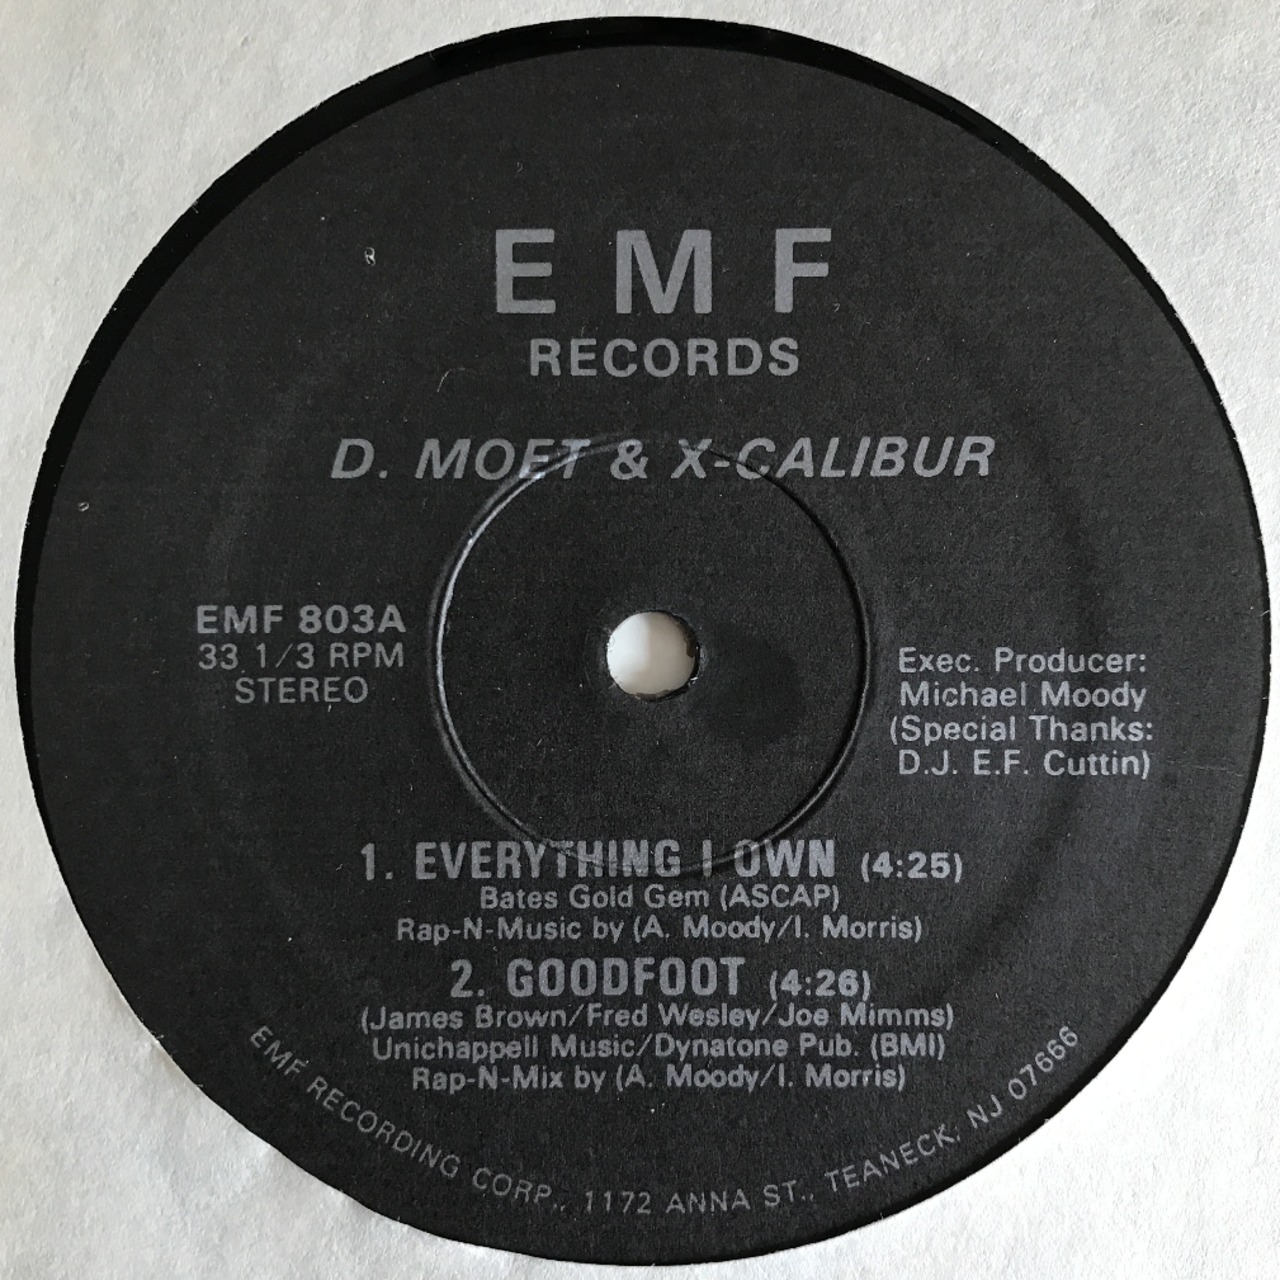 E M F
RECORDS
D. MOET & X-CALIBUR
EMF 803A
33 1/3 RPM
STEREO
Exec. Producer:
Michael Moody
(Special Thanks:
D.J. E.F. Cuttin)
1. EVERYTHING I OWN (4:25)
Bates Gold Gem (ASCAP)
Rap-N-Music by (A. Moody/I. Morris)
2. GOODFOOT (4:26)
(James Brown/Fred Wesley/Joe Mimms)
Unichappell Music/Dynatone Pub. (BMI)
Rap-N-Mix by (A. Moody/I. Morris)
EMF RECORDING CORP., 1172 ANNA ST., TEANECK, NJ 07666